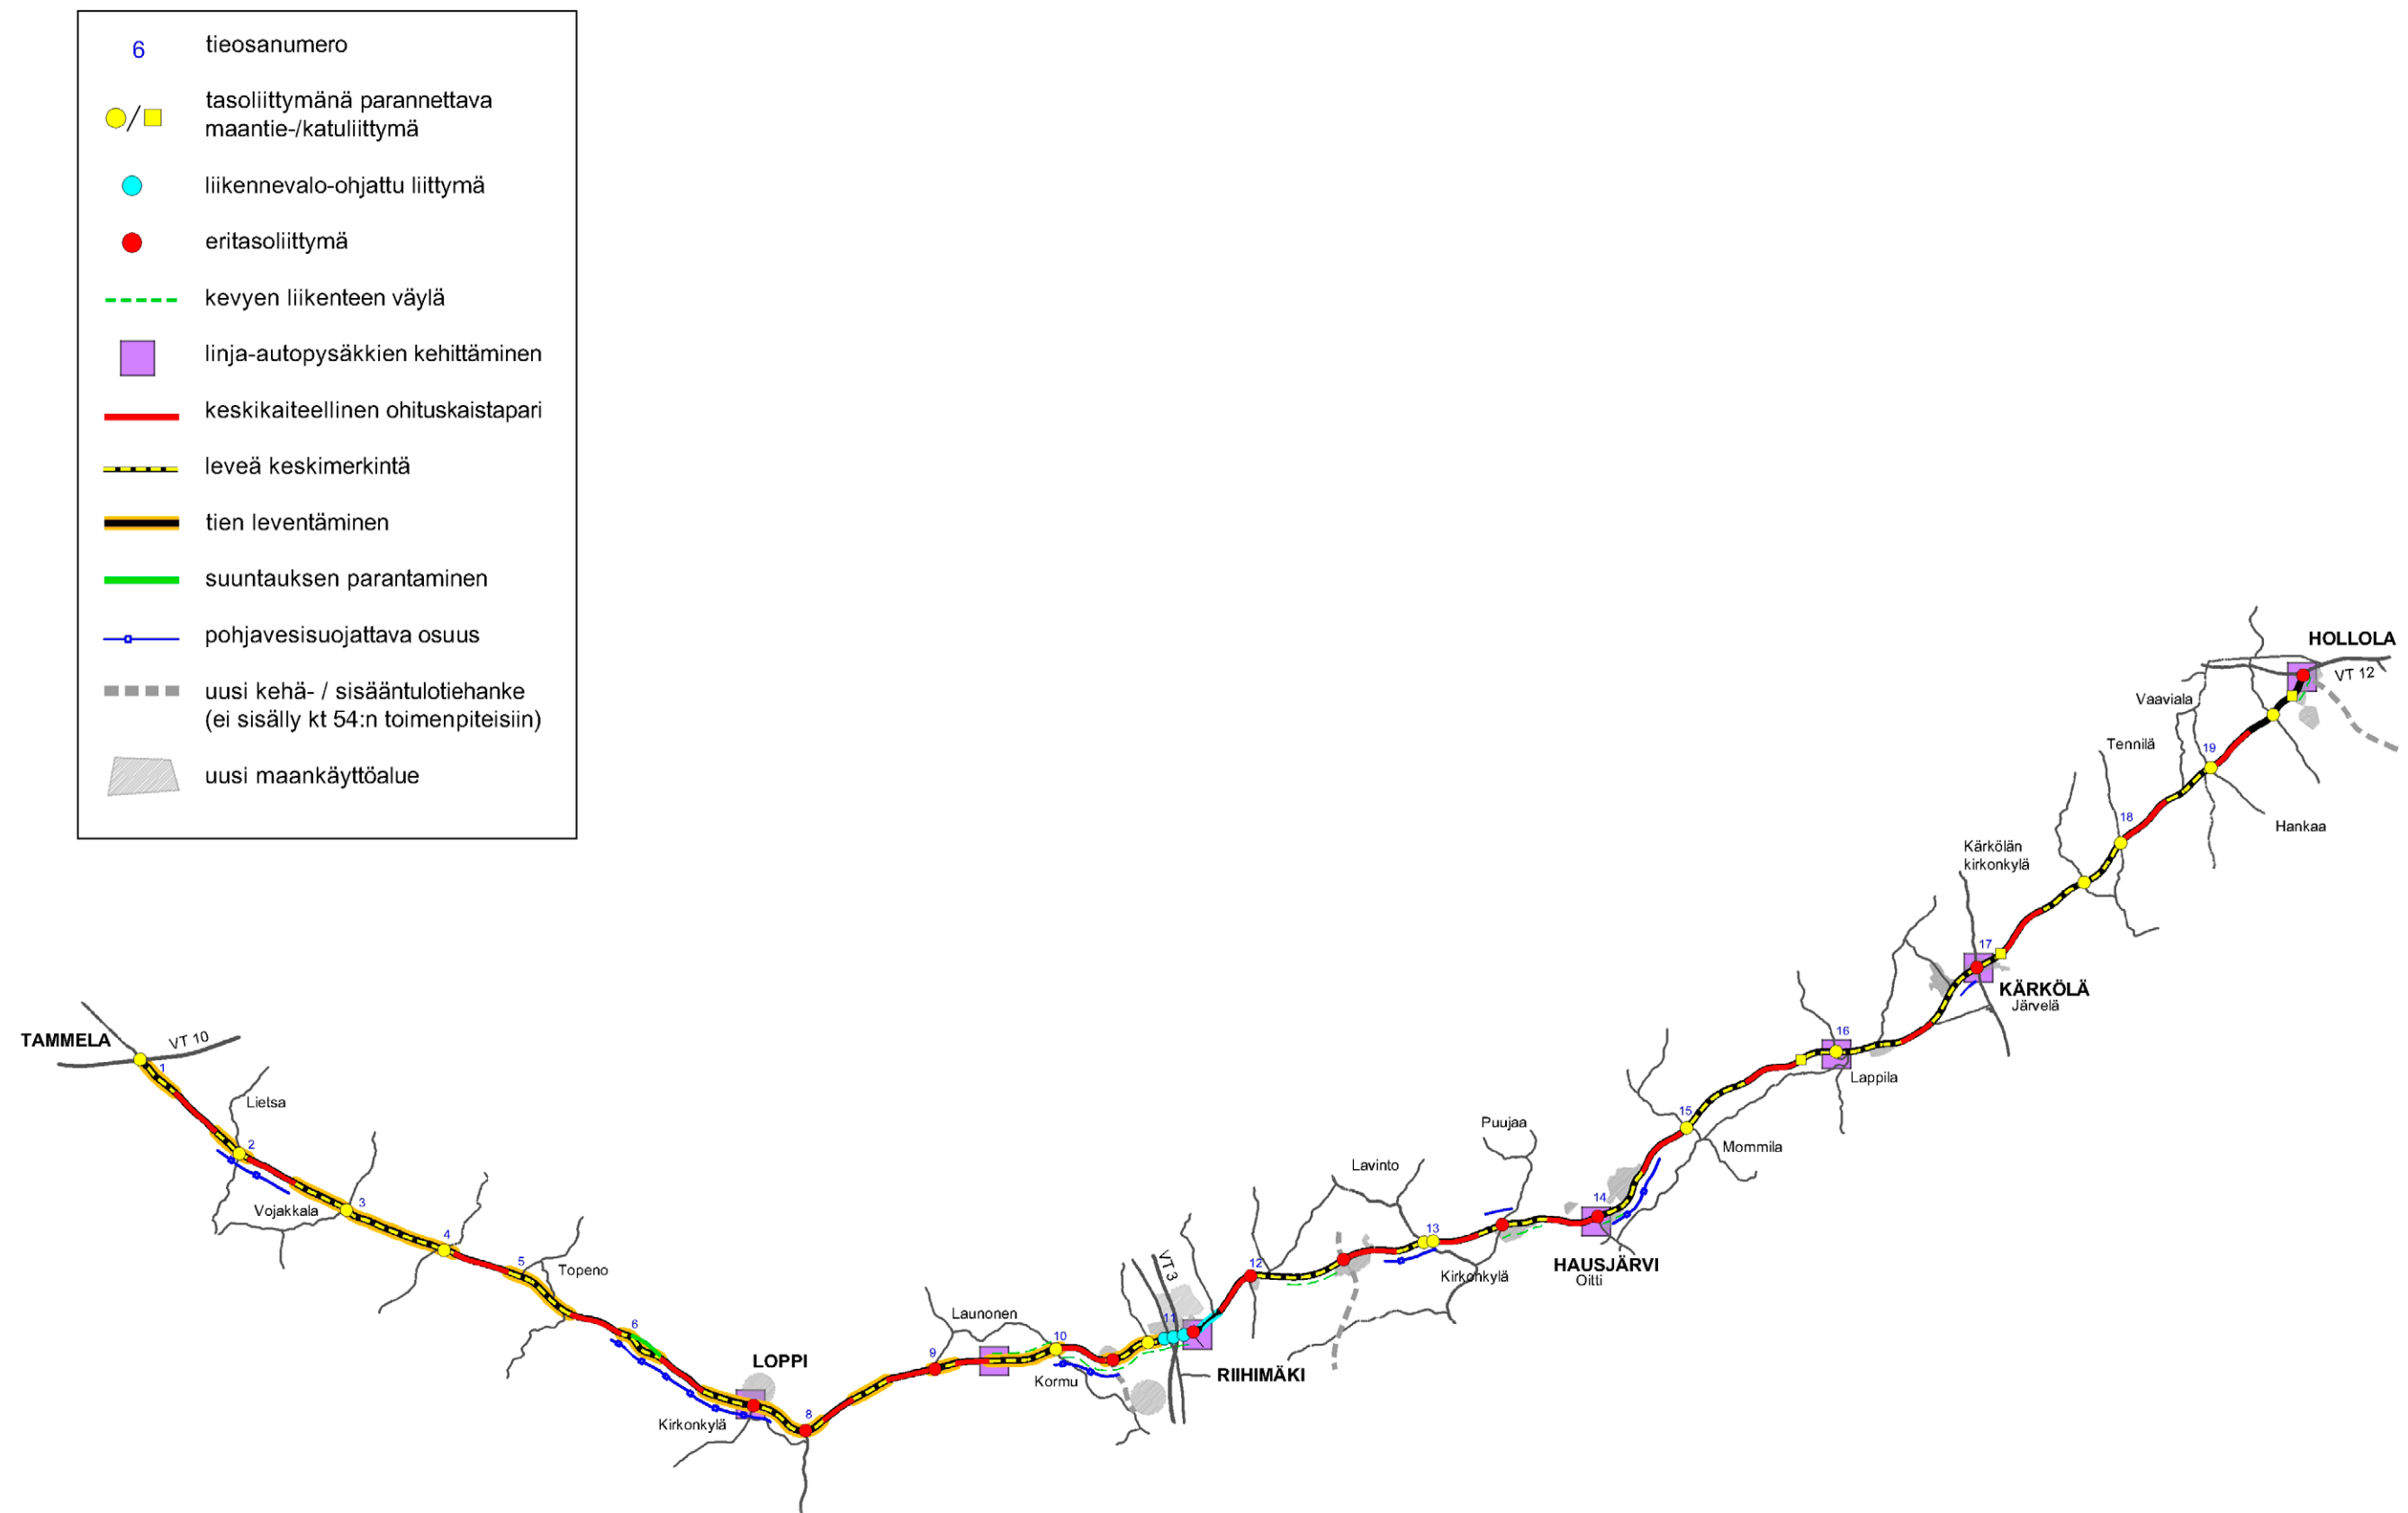 6 tieosanumero
tasoliittymänä parannettava
maantie-/katuliittymä
liikennevalo-ohjattu liittymä
eritasoliittymä
kevyen liikenteen väylä
linja-autopysäkkien kehittäminen
keskikaiteellinen ohituskaistapari
leveä keskimerkintä
tien leventäminen
suuntauksen parantaminen
pohjavesisuojattava osuus
uusi kehä- / sisääntulotiehanke
(ei sisälly kt 54:n toimenpiteisiin)
uusi maankäyttöalue
TAMMELA
VT 10
1
Lietsa
2
Vojakkala
3
4
5
Topeno
6
LOPPI
Kirkonkylä
8
9
Launonen
10
Kormu
VT 3
11
RIIHIMÄKI
12
Lavinto
13
Kirkonkylä
Puujaa
14
HAUSJÄRVI
Oitti
15
Mommila
16
Lappila
Kärkölän
kirkonkylä
17
KÄRKÖLÄ
Järvelä
18
Tennilä
19
Vaaviala
Hankaa
HOLLOLA
VT 12